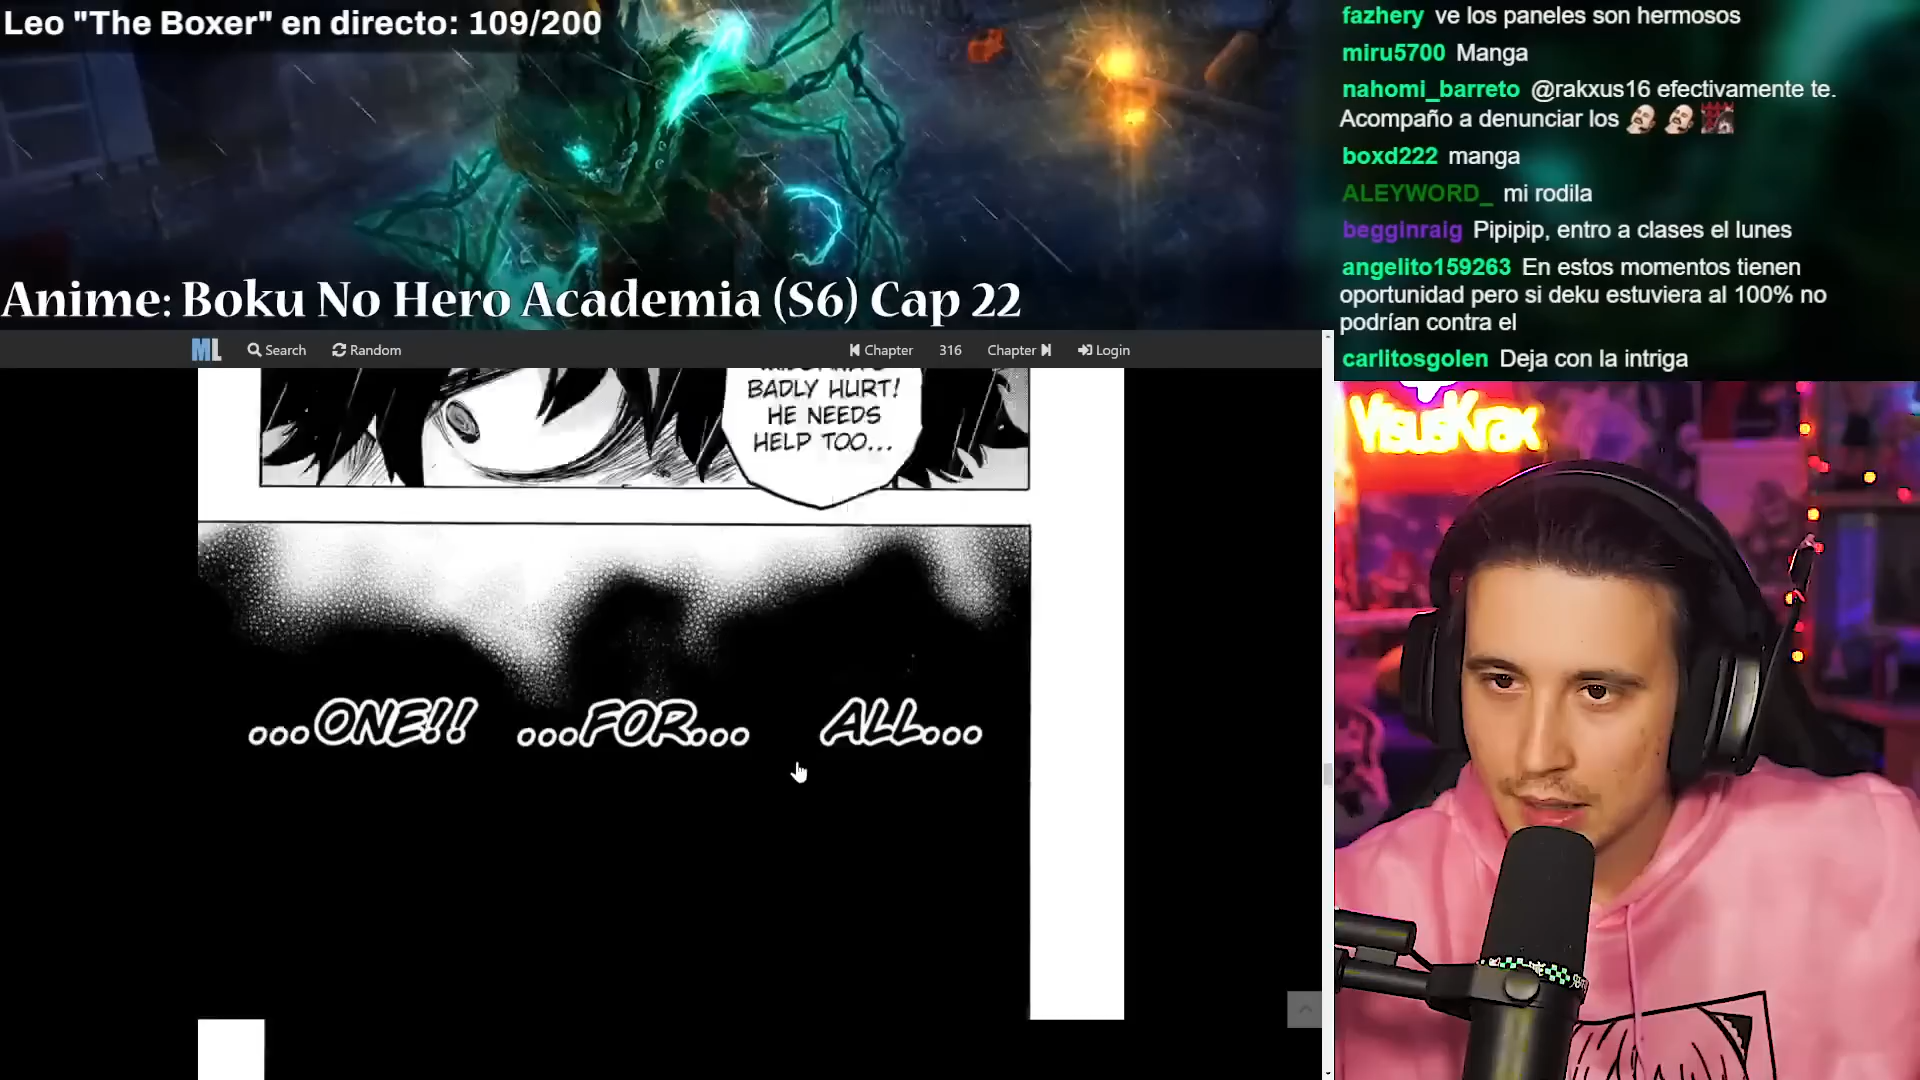 Leo "The Boxer" en directo: 109/200
Anime: Boku No Hero Academia (S6) Cap 22
ML Search Random Chapter 316 Chapter Login
BADLY HURT!
HE NEEDS
HELP TOO...
...ONE!! ...FOR... ALL...
fazhery ve los paneles son hermosos
miru5700 Manga
nahomi_barreto @rakxus16 efectivamente te.
Acompaño a denunciar los
boxd222 manga
ALEYWORD_ mi rodila
begginraig Pipipip, entro a clases el lunes
angelito159263 En estos momentos tienen
oportunidad pero si deku estuviera al 100% no
podrían contra el
carlitosgolen Deja con la intriga
VisusKrax